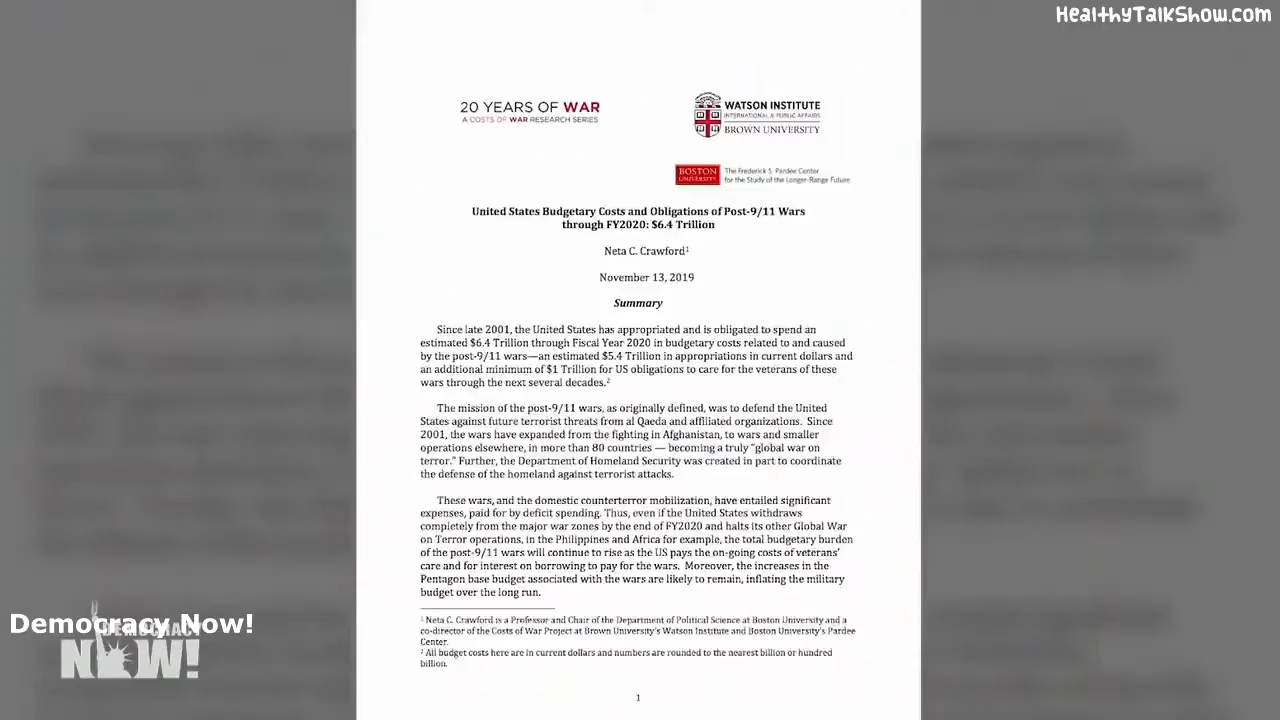 HealthyTalkShow.com
20 YEARS OF WAR
A COSTS OF WAR RESEARCH SERIES
WATSON INSTITUTE
INTERNATIONAL & PUBLIC AFFAIRS
BROWN UNIVERSITY
BOSTON
UNIVERSITY
The Frederick S. Pardee Center
for the Study of the Longer-Range Future
United States Budgetary Costs and Obligations of Post-9/11 Wars
through FY2020: $6.4 Trillion
Neta C. Crawford¹
November 13, 2019
Summary
Since late 2001, the United States has appropriated and is obligated to spend an
estimated $6.4 Trillion through Fiscal Year 2020 in budgetary costs related to and caused
by the post-9/11 wars—an estimated $5.4 Trillion in appropriations in current dollars and
an additional minimum of $1 Trillion for US obligations to care for the veterans of these
wars through the next several decades.²
The mission of the post-9/11 wars, as originally defined, was to defend the United
States against future terrorist threats from al Qaeda and affiliated organizations. Since
2001, the wars have expanded from the fighting in Afghanistan, to wars and smaller
operations elsewhere, in more than 80 countries — becoming a truly "global war on
terror." Further, the Department of Homeland Security was created in part to coordinate
the defense of the homeland against terrorist attacks.
These wars, and the domestic counterterror mobilization, have entailed significant
expenses, paid for by deficit spending. Thus, even if the United States withdraws
completely from the major war zones by the end of FY2020 and halts its other Global War
on Terror operations, in the Philippines and Africa for example, the total budgetary burden
of the post-9/11 wars will continue to rise as the US pays the on-going costs of veterans'
care and for interest on borrowing to pay for the wars. Moreover, the increases in the
Pentagon base budget associated with the wars are likely to remain, inflating the military
budget over the long run.
¹ Neta C. Crawford is a Professor and Chair of the Department of Political Science at Boston University and a
co-director of the Costs of War Project at Brown University's Watson Institute and Boston University's Pardee
Center.
² All budget costs here are in current dollars and numbers are rounded to the nearest billion or hundred
billion.
1
Democracy Now!
DEMOCRACY
NOW!